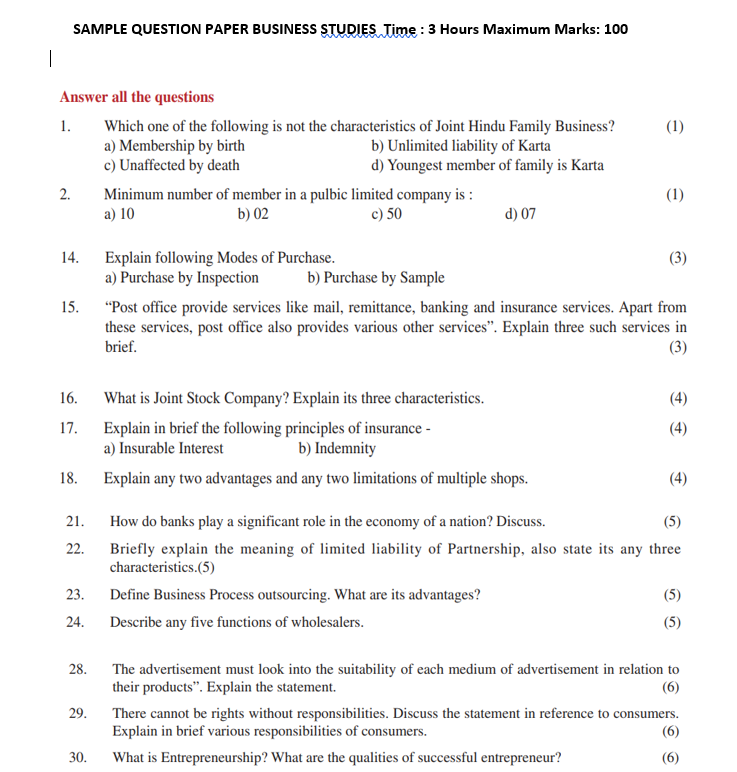 SAMPLE QUESTION PAPER BUSINESS STUDIES Time : 3 Hours Maximum Marks: 100
Answer all the questions
1. Which one of the following is not the characteristics of Joint Hindu Family Business? (1)
a) Membership by birth b) Unlimited liability of Karta
c) Unaffected by death d) Youngest member of family is Karta
2. Minimum number of member in a pulbic limited company is : (1)
a) 10 b) 02 c) 50 d) 07
14. Explain following Modes of Purchase. (3)
a) Purchase by Inspection b) Purchase by Sample
15. “Post office provide services like mail, remittance, banking and insurance services. Apart from
these services, post office also provides various other services”. Explain three such services in
brief. (3)
16. What is Joint Stock Company? Explain its three characteristics. (4)
17. Explain in brief the following principles of insurance - (4)
a) Insurable Interest b) Indemnity
18. Explain any two advantages and any two limitations of multiple shops. (4)
21. How do banks play a significant role in the economy of a nation? Discuss. (5)
22. Briefly explain the meaning of limited liability of Partnership, also state its any three
characteristics.(5)
23. Define Business Process outsourcing. What are its advantages? (5)
24. Describe any five functions of wholesalers. (5)
28. The advertisement must look into the suitability of each medium of advertisement in relation to
their products”. Explain the statement. (6)
29. There cannot be rights without responsibilities. Discuss the statement in reference to consumers.
Explain in brief various responsibilities of consumers. (6)
30. What is Entrepreneurship? What are the qualities of successful entrepreneur? (6)